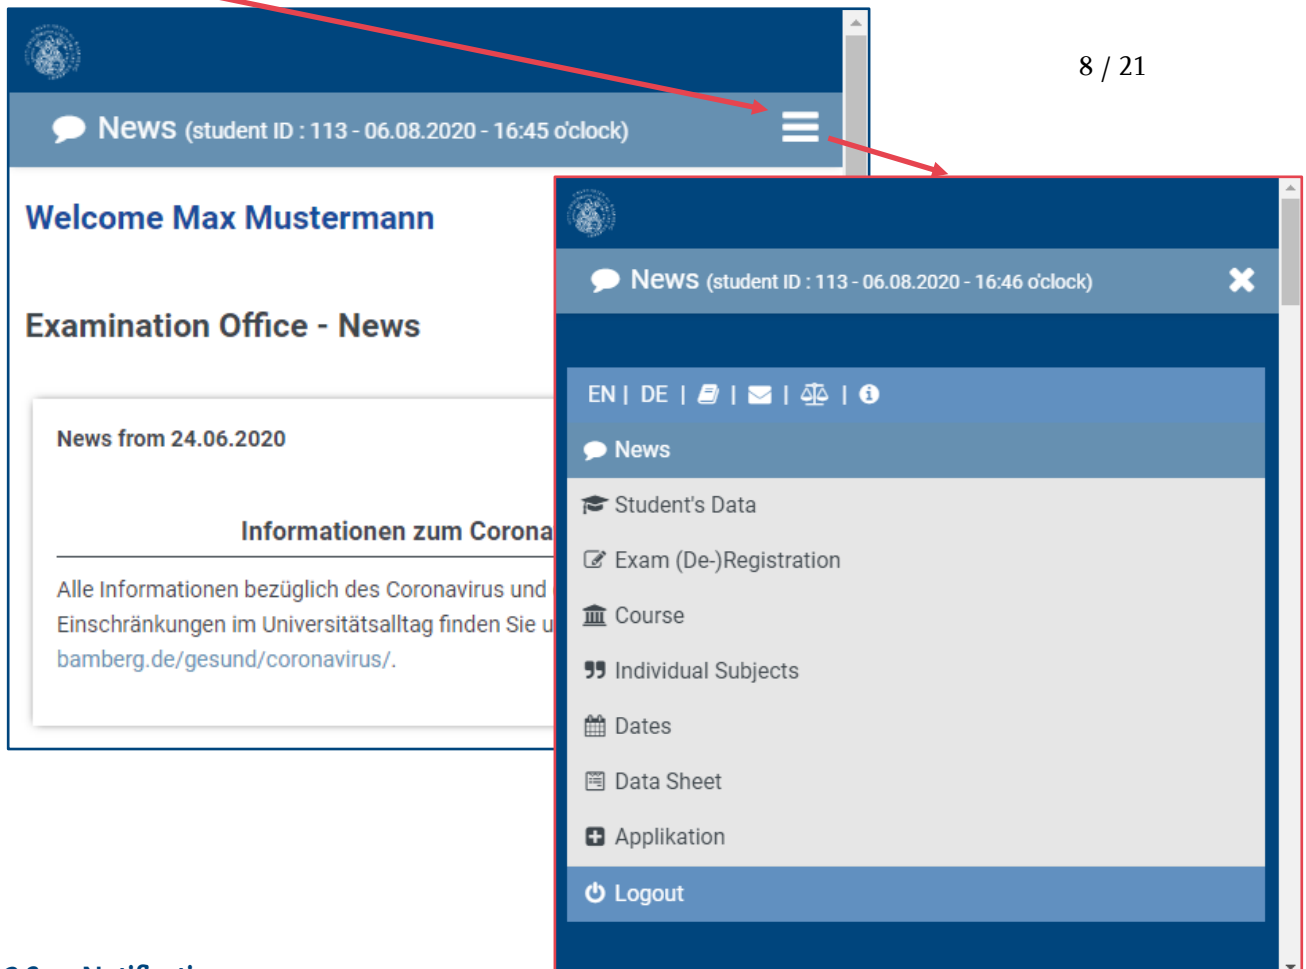 8 / 21
News (student ID : 113 - 06.08.2020 - 16:45 o'clock)
Welcome Max Mustermann
Examination Office - News
News from 24.06.2020
Informationen zum Corona
Alle Informationen bezüglich des Coronavirus und
Einschränkungen im Universitätsalltag finden Sie u
bamberg.de/gesund/coronavirus/.
News (student ID : 113 - 06.08.2020 - 16:46 o'clock)
EN | DE | | | |
News
Student's Data
Exam (De-)Registration
Course
Individual Subjects
Dates
Data Sheet
Applikation
Logout